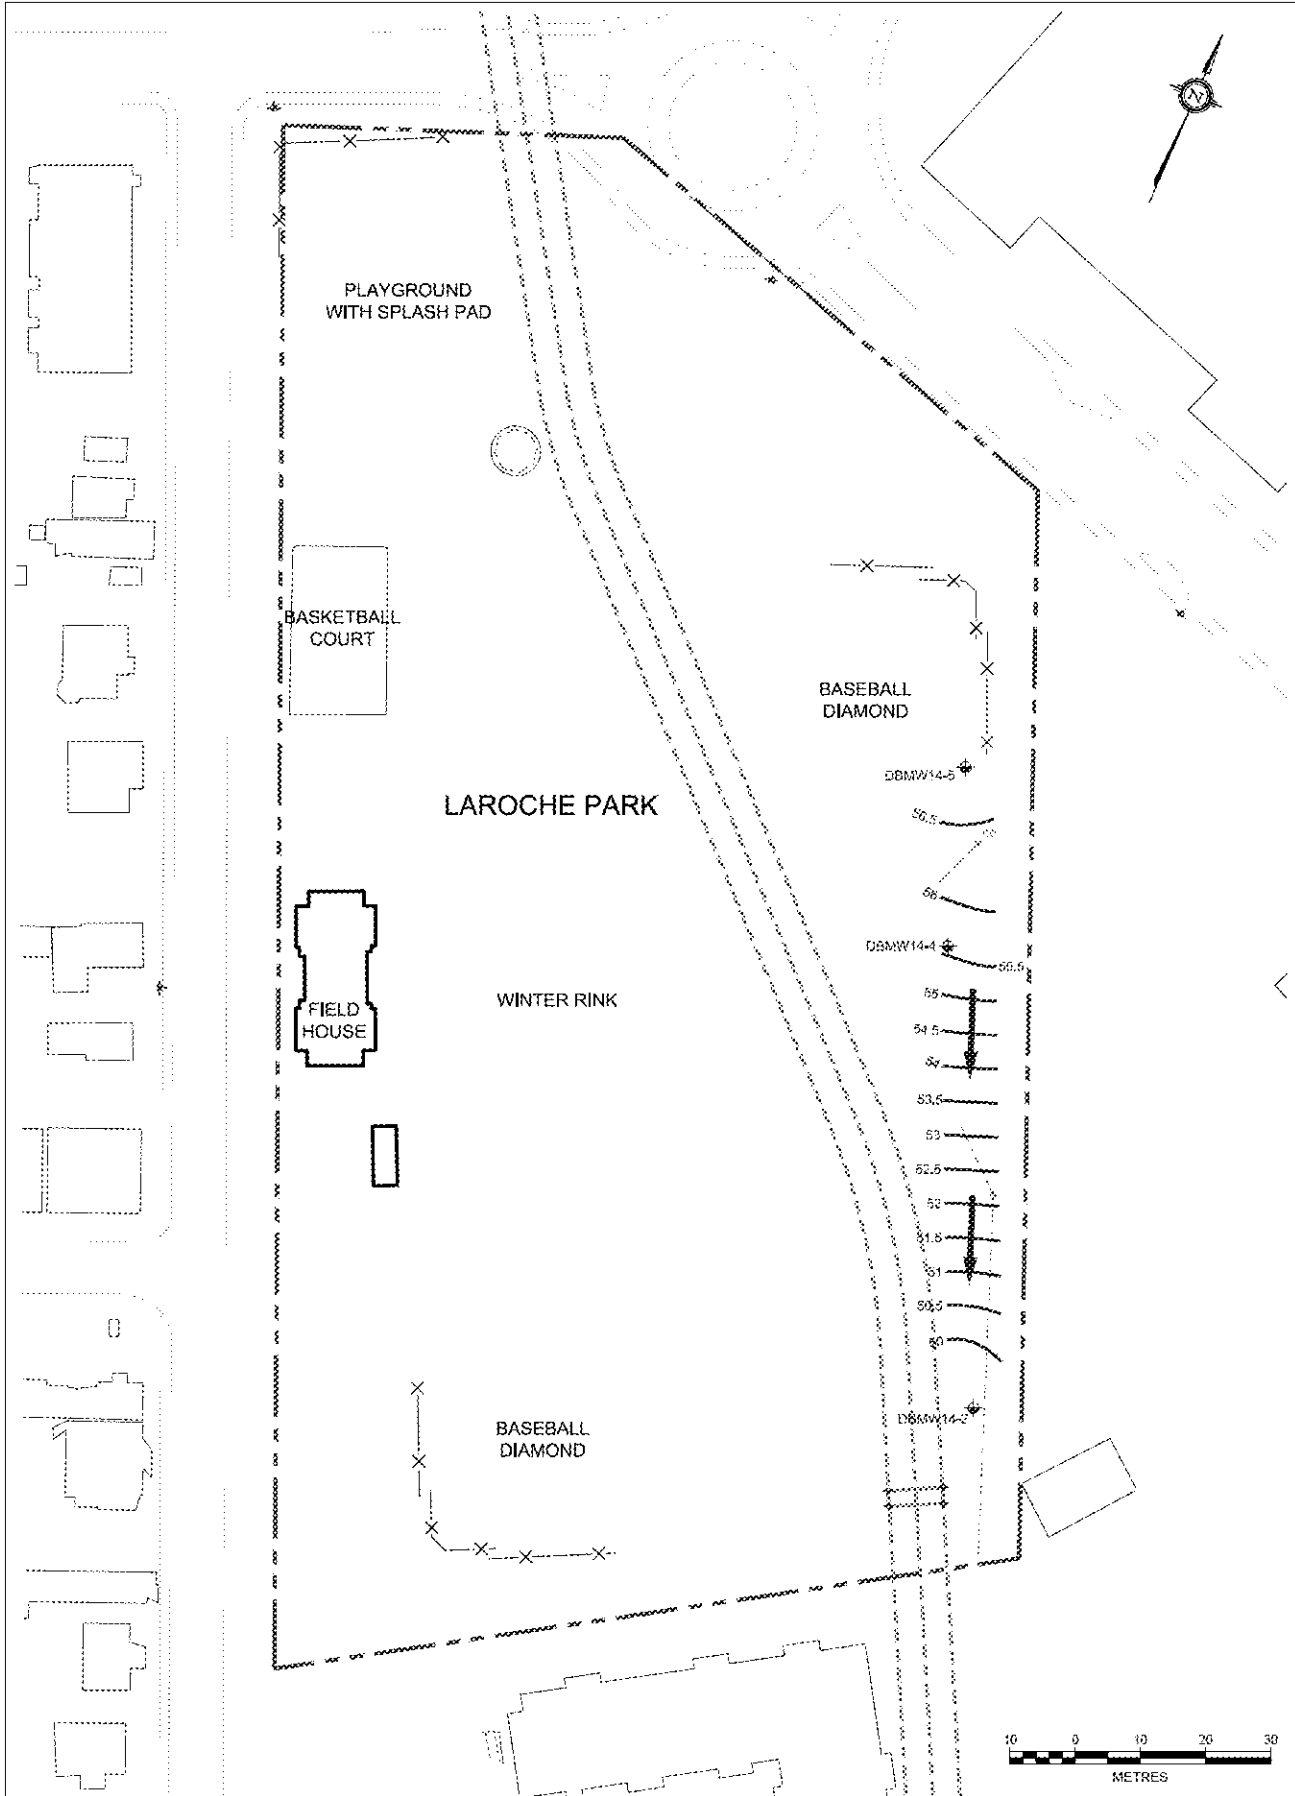 N
PLAYGROUND
WITH SPLASH PAD
BASKETBALL
COURT
BASEBALL
DIAMOND
DBMW14-5
LAROCHE PARK
56.5
56
DBMW14-4
55.5
55
54.5
54
WINTER RINK
FIELD
HOUSE
53.5
53
52.5
52
51.5
51
50.5
50
DBMW14-2
BASEBALL
DIAMOND
10 0 10 20 30
METRES